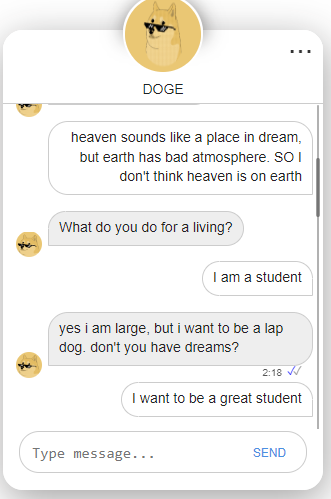 DOGE
heaven sounds like a place in dream,
but earth has bad atmosphere. SO I
don't think heaven is on earth
What do you do for a living?
I am a student
yes i am large, but i want to be a lap
dog. don't you have dreams?
2:18
I want to be a great student
Type message... SEND